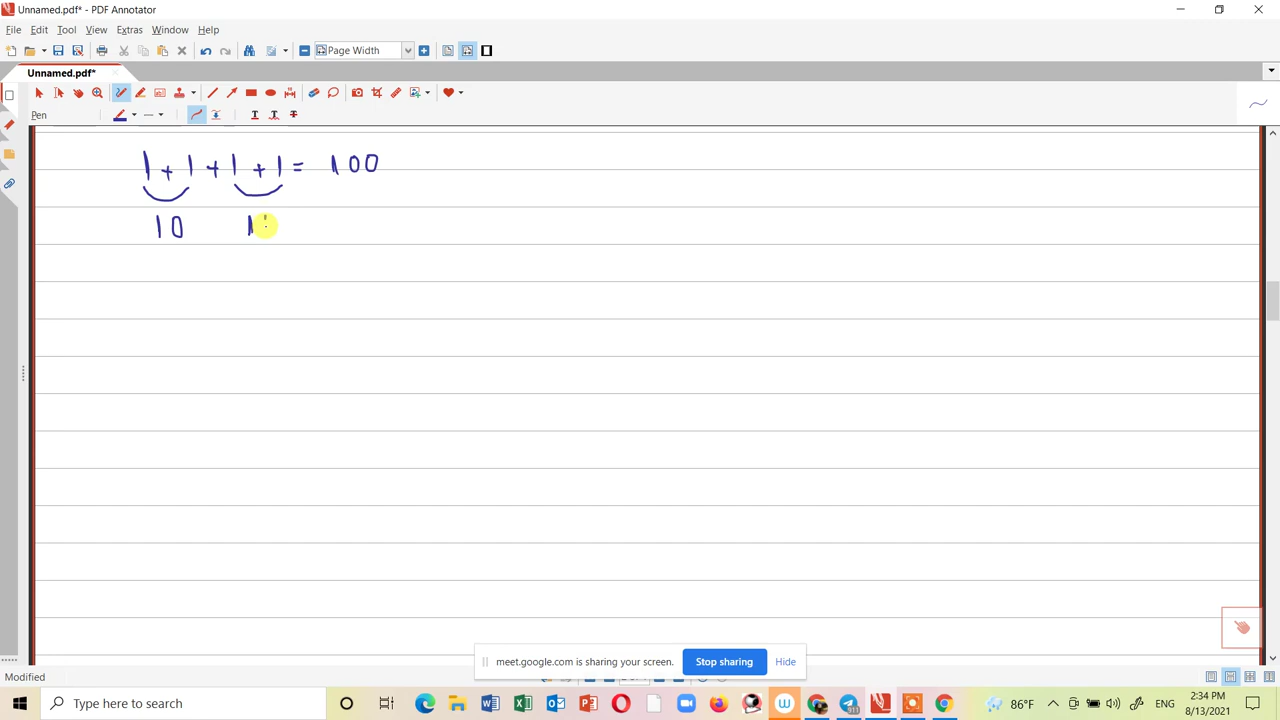 Unnamed.pdf* - PDF Annotator
File Edit Tool Extras Window Help
Page Width
Unnamed.pdf*
Pen
1 + 1 + 1 + 1 = 100
10 1
Modified
meet.google.com is sharing your screen. Stop sharing Hide
Type here to search
86°F ENG 2:34 PM 8/13/2021